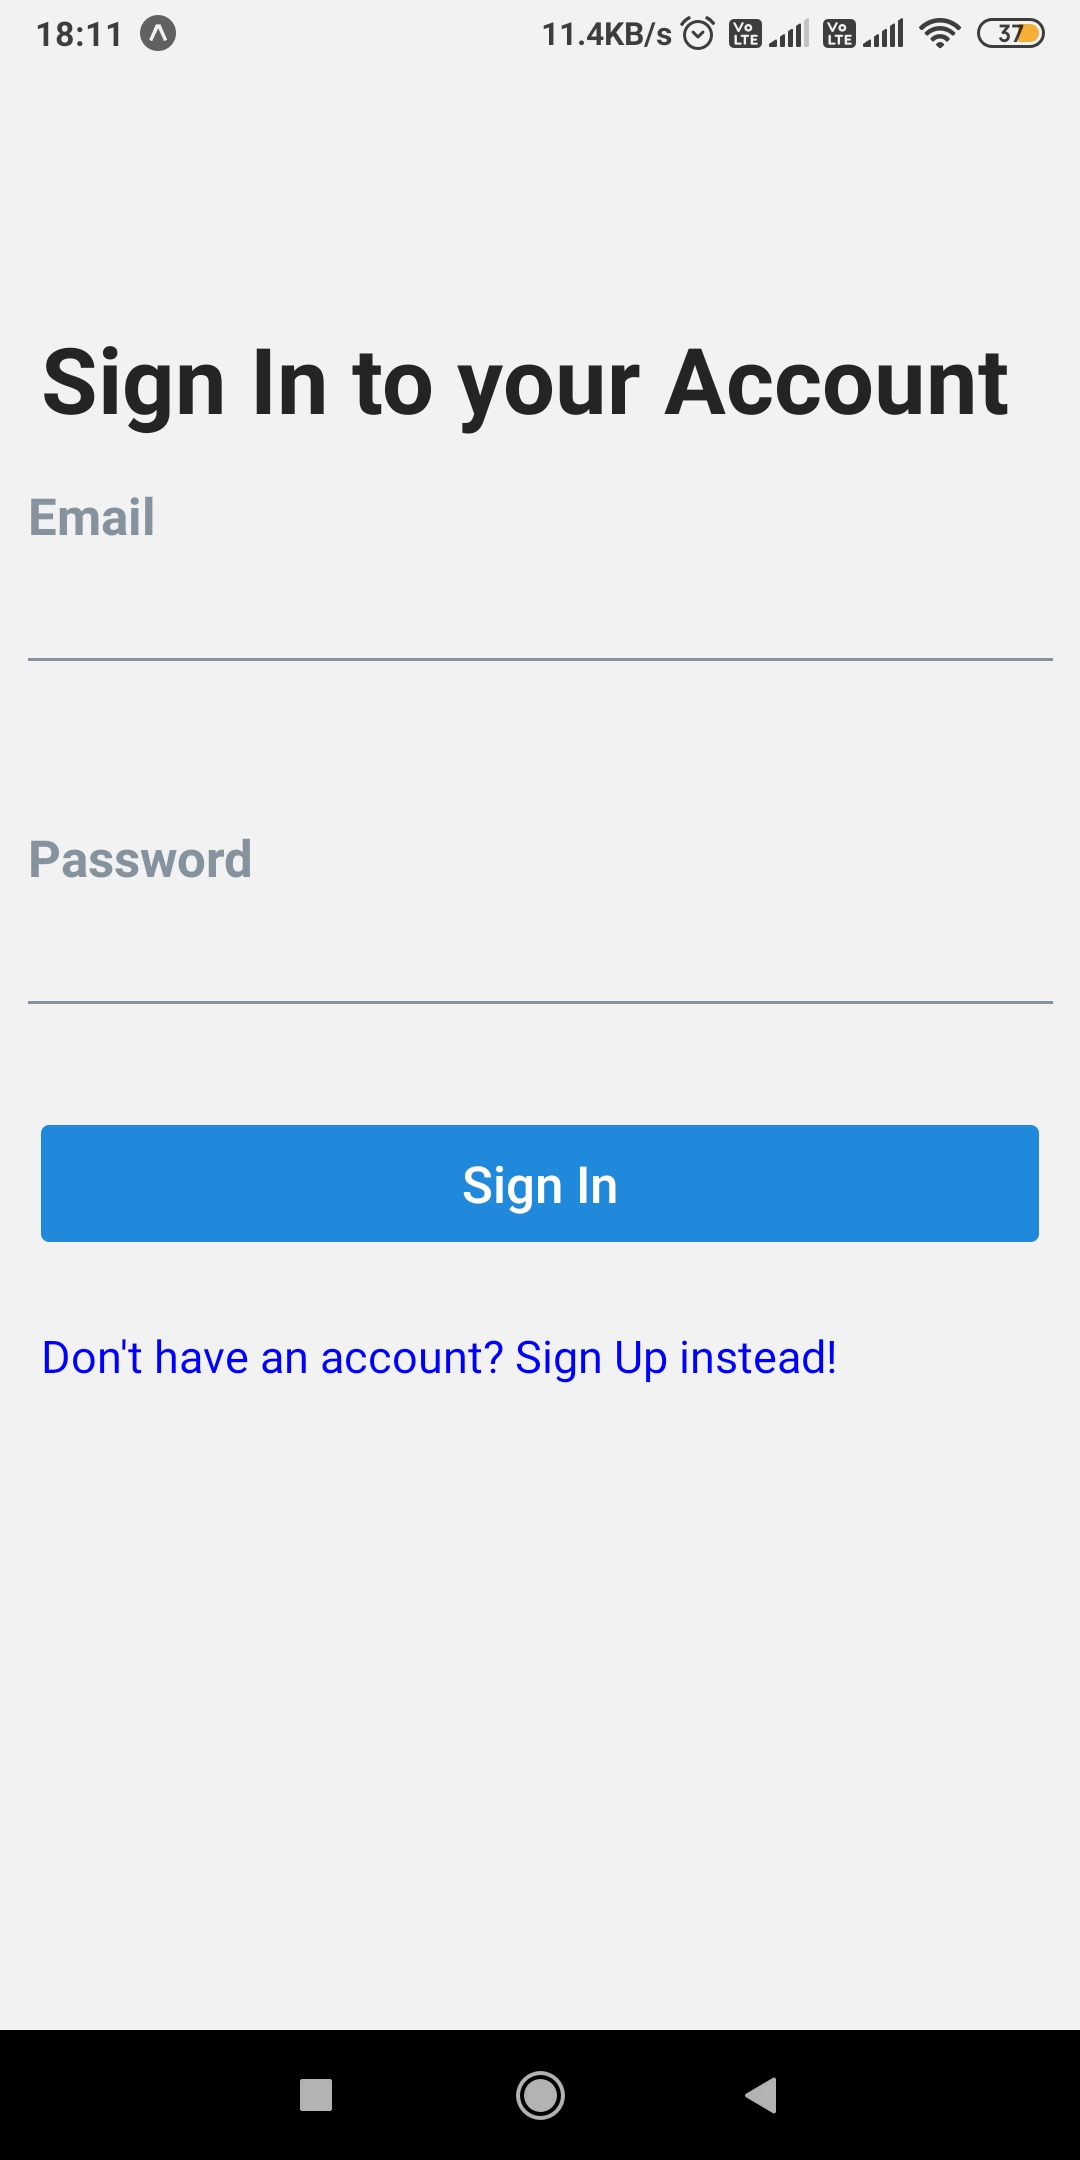 18:11 11.4KB/s Vo LTE Vo LTE 37
Sign In to your Account
Email
Password
Sign In
Don't have an account? Sign Up instead!